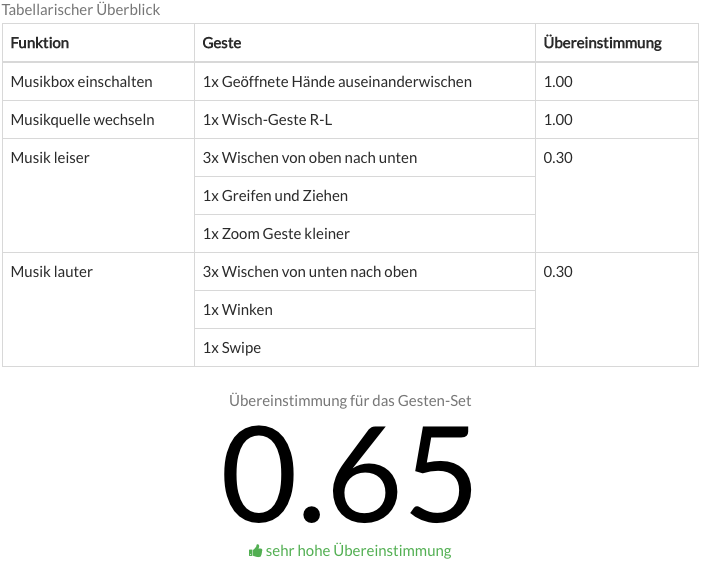 Tabellarischer Überblick
Funktion Geste Übereinstimmung
Musikbox einschalten 1x Geöffnete Hände auseinanderwischen 1.00
Musikquelle wechseln 1x Wisch-Geste R-L 1.00
Musik leiser 3x Wischen von oben nach unten 0.30
1x Greifen und Ziehen
1x Zoom Geste kleiner
Musik lauter 3x Wischen von unten nach oben 0.30
1x Winken
1x Swipe
Übereinstimmung für das Gesten-Set
0.65
sehr hohe Übereinstimmung